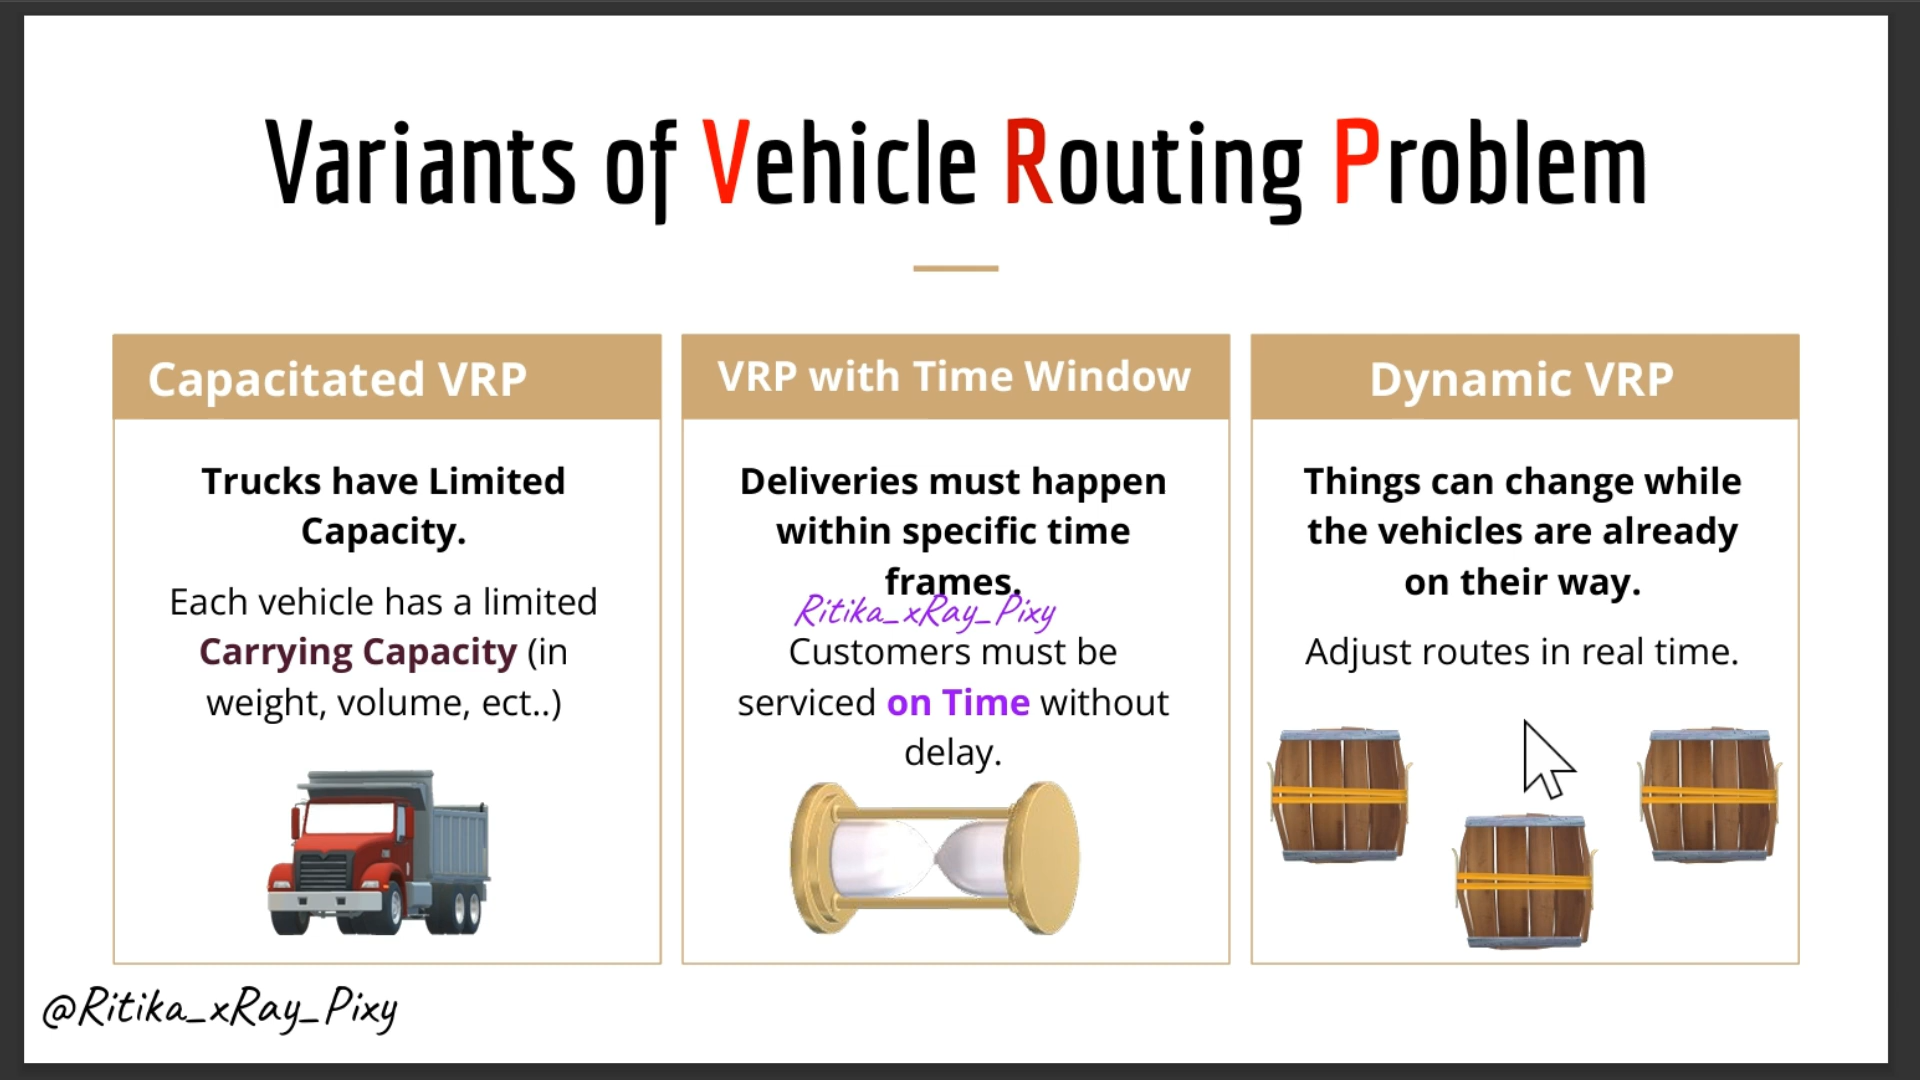 Variants of Vehicle Routing Problem
Capacitated VRP
Trucks have Limited
Capacity.
Each vehicle has a limited
Carrying Capacity (in
weight, volume, ect..)
VRP with Time Window
Deliveries must happen
within specific time
frames.
Ritika_xRay_Pixy
Customers must be
serviced on Time without
delay.
Dynamic VRP
Things can change while
the vehicles are already
on their way.
Adjust routes in real time.
@Ritika_xRay_Pixy